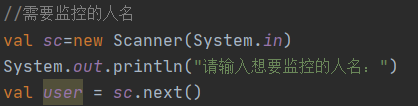 //需要监控的人名
val sc=new Scanner(System.in)
System.out.println("请输入想要监控的人名：")
val user = sc.next()